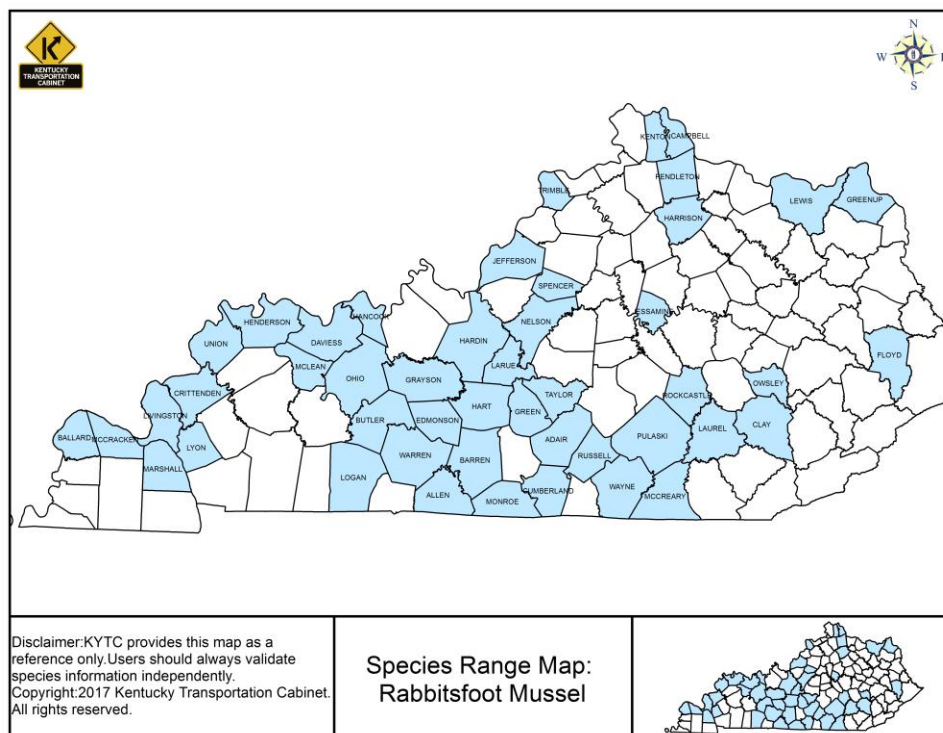 KENTUCKY
TRANSPORTATION
CABINET
N
W
E
S
KENTON
CAMPBELL
PENDLETON
TRIMBLE
LEWIS
GREENUP
HARRISON
JEFFERSON
SPENCER
NELSON
ESSAMINE
HANCOCK
HENDERSON
DAVIESS
UNION
HARDIN
MCLEAN
OHIO
LARUE
GRAYSON
FLOYD
CRITTENDEN
OWSLEY
ROCKCASTLE
TAYLOR
LIVINGSTON
HART
GREEN
BUTLER
EDMONSON
CLAY
LAUREL
BALLARD
MCCRACKEN
LYON
ADAIR
PULASKI
WARREN
BARREN
RUSSELL
MARSHALL
LOGAN
CUMBERLAND
WAYNE
ALLEN
MONROE
MCCREARY
Disclaimer:KYTC provides this map as a
reference only.Users should always validate
species information independently.
Copyright:2017 Kentucky Transportation Cabinet.
All rights reserved.
Species Range Map:
Rabbitsfoot Mussel